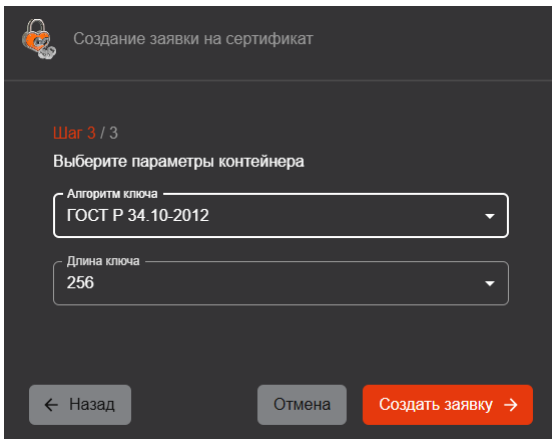 Создание заявки на сертификат
Шаг 3 / 3
Выберите параметры контейнера
Алгоритм ключа
ГОСТ Р 34.10-2012
Длина ключа
256
← Назад
Отмена
Создать заявку →